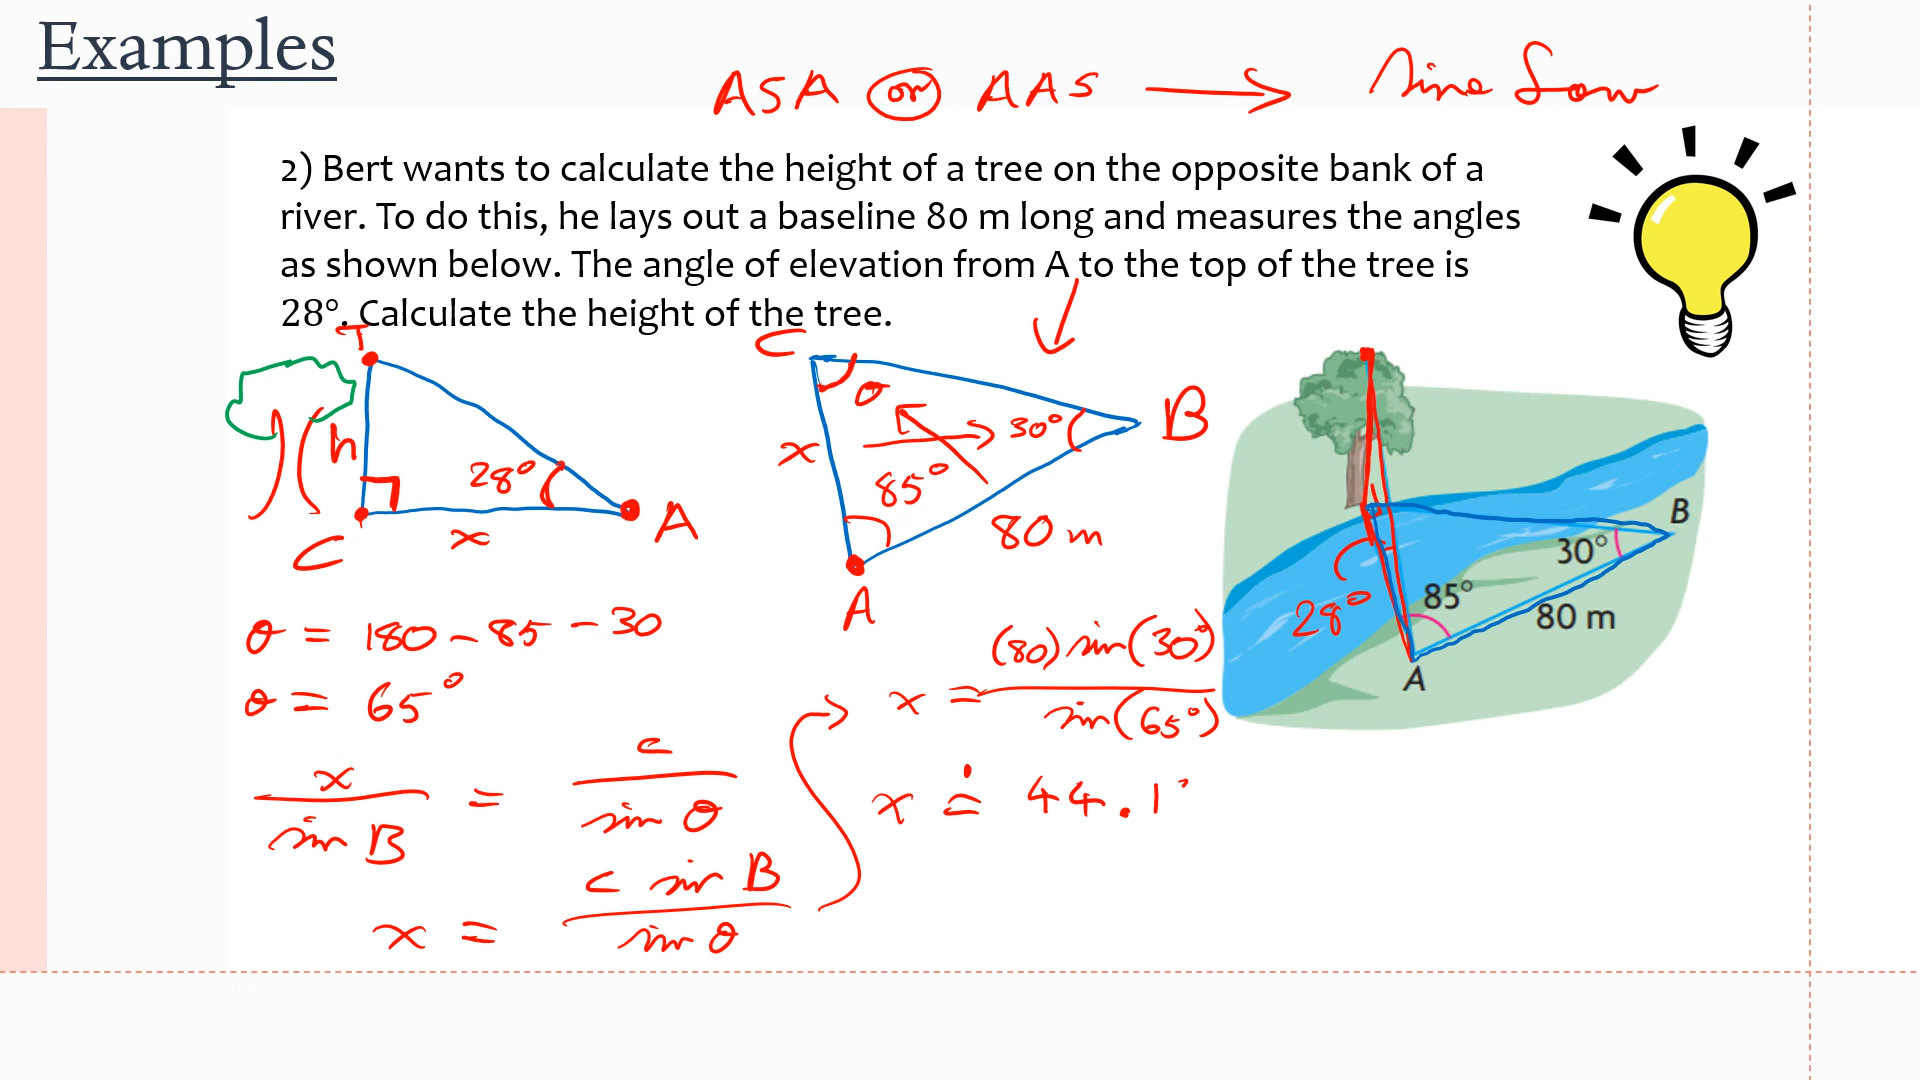 Examples
ASA or AAS → sine Law
2) Bert wants to calculate the height of a tree on the opposite bank of a
river. To do this, he lays out a baseline 80 m long and measures the angles
as shown below. The angle of elevation from A to the top of the tree is
28°. Calculate the height of the tree.
T
h
28°
C
x
A
C
θ
30°
B
x
85°
80 m
A
B
30°
85°
80 m
28°
A
θ = 180 - 85 - 30
θ = 65°
x / sin B = c / sin θ
x = c sin B / sin θ
x = (80) sin(30°) / sin(65°)
x ≐ 44.1